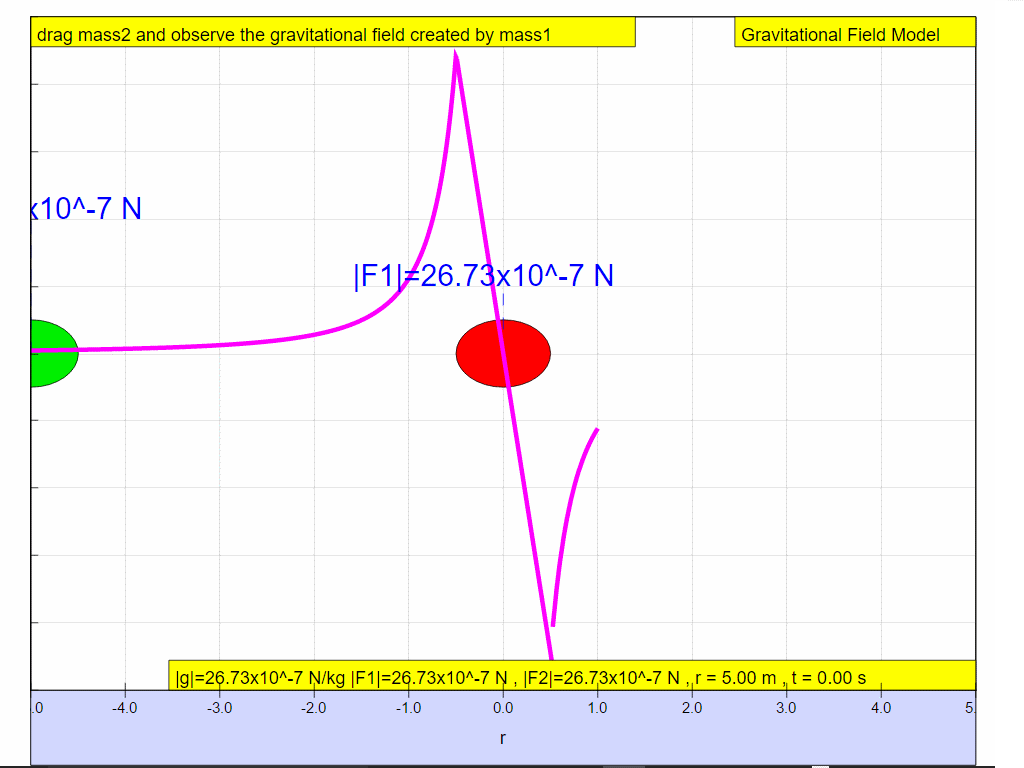 drag mass2 and observe the gravitational field created by mass1
Gravitational Field Model
x10^-7 N
|F1|=26.73x10^-7 N
|g|=26.73x10^-7 N/kg |F1|=26.73x10^-7 N , |F2|=26.73x10^-7 N , r = 5.00 m , t = 0.00 s
.0 -4.0 -3.0 -2.0 -1.0 0.0 1.0 2.0 3.0 4.0 5.
r